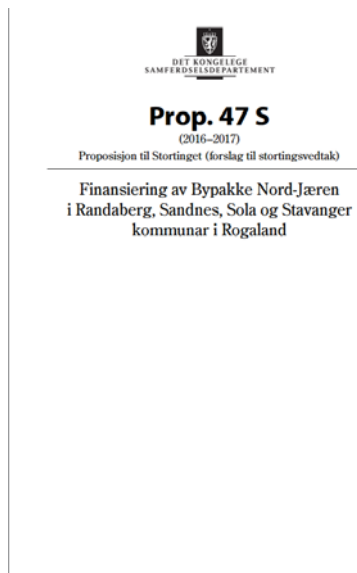 DET KONGELEGE
SAMFERDSELSDEPARTEMENT
Prop. 47 S
(2016–2017)
Proposisjon til Stortinget (forslag til stortingsvedtak)
Finansiering av Bypakke Nord-Jæren
i Randaberg, Sandnes, Sola og Stavanger
kommunar i Rogaland